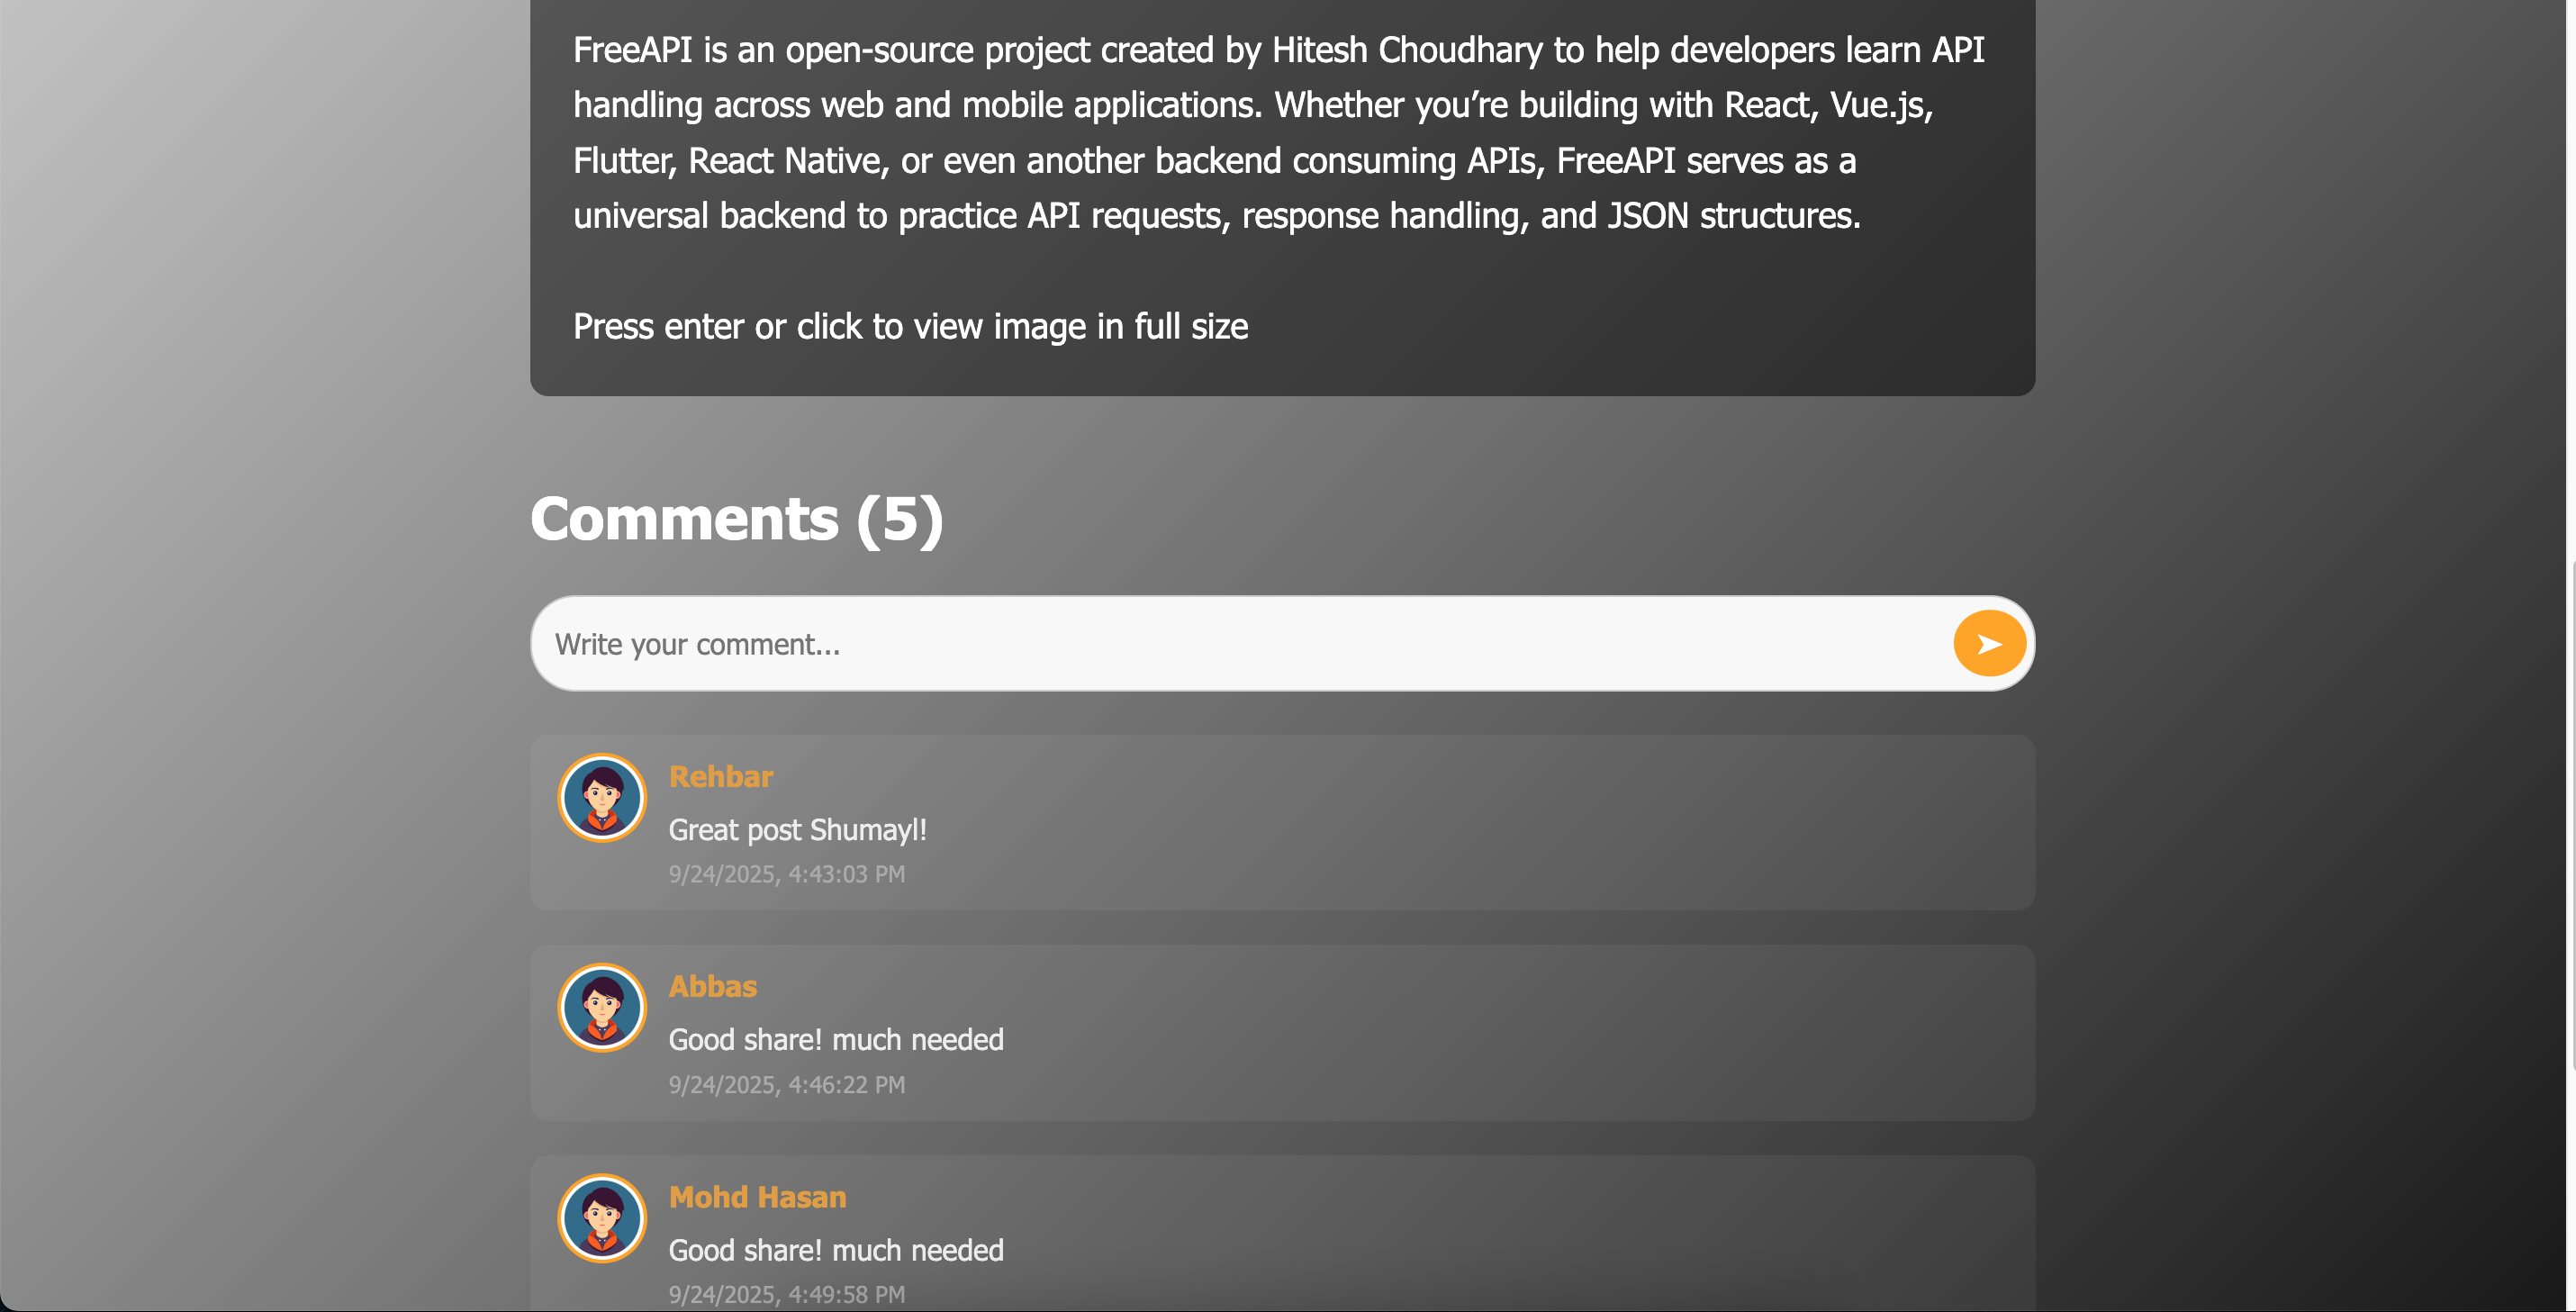 FreeAPI is an open-source project created by Hitesh Choudhary to help developers learn API
handling across web and mobile applications. Whether you’re building with React, Vue.js,
Flutter, React Native, or even another backend consuming APIs, FreeAPI serves as a
universal backend to practice API requests, response handling, and JSON structures.
Press enter or click to view image in full size
Comments (5)
Write your comment...
Rehbar
Great post Shumayl!
9/24/2025, 4:43:03 PM
Abbas
Good share! much needed
9/24/2025, 4:46:22 PM
Mohd Hasan
Good share! much needed
9/24/2025, 4:49:58 PM